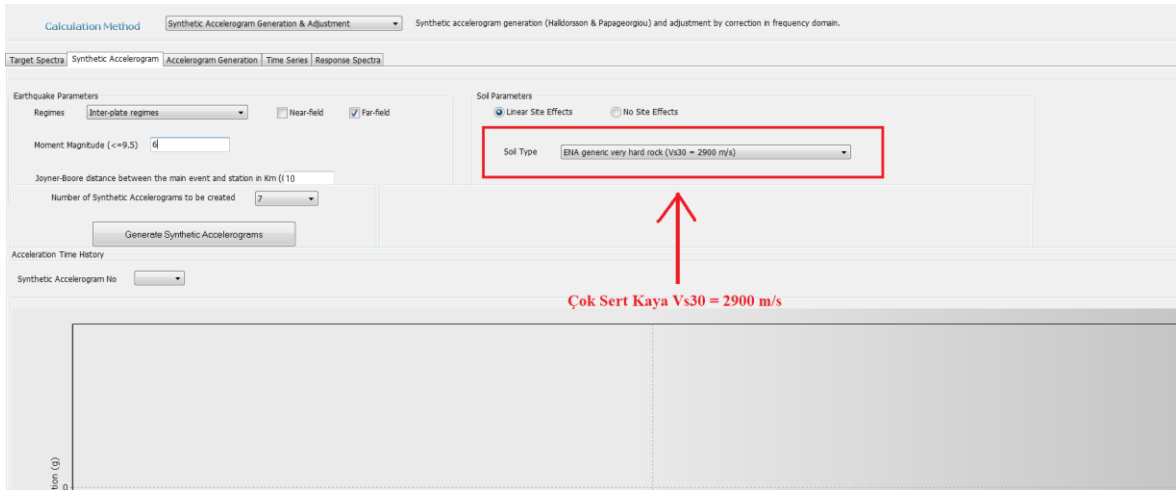 Calculation Method
Synthetic Accelerogram Generation & Adjustment
Synthetic accelerogram generation (Halldorsson & Papageorgiou) and adjustment by correction in frequency domain.
Target Spectra Synthetic Accelerogram Accelerogram Generation Time Series Response Spectra
Earthquake Parameters
Regimes Inter-plate regimes Near-field Far-field
Moment Magnitude (<=9.5) 6
Joyner-Boore distance between the main event and station in Km (( 10
Number of Synthetic Accelerograms to be created 7
Generate Synthetic Accelerograms
Soil Parameters
Linear Site Effects No Site Effects
Soil Type ENA generic very hard rock (Vs30 = 2900 m/s)
Acceleration Time History
Synthetic Accelerogram No
Çok Sert Kaya Vs30 = 2900 m/s
tion (g)
0